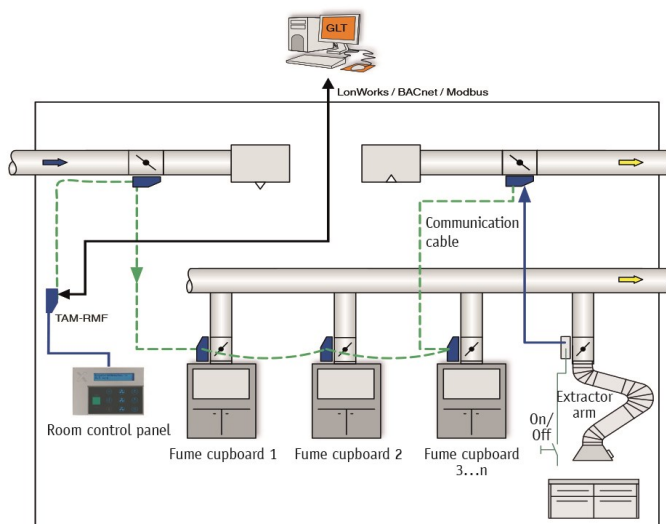 GLT
LonWorks / BACnet / Modbus
Communication
cable
TAM-RMF
Room control panel
Fume cupboard 1
Fume cupboard 2
Fume cupboard
3...n
Extractor
arm
On/
Off